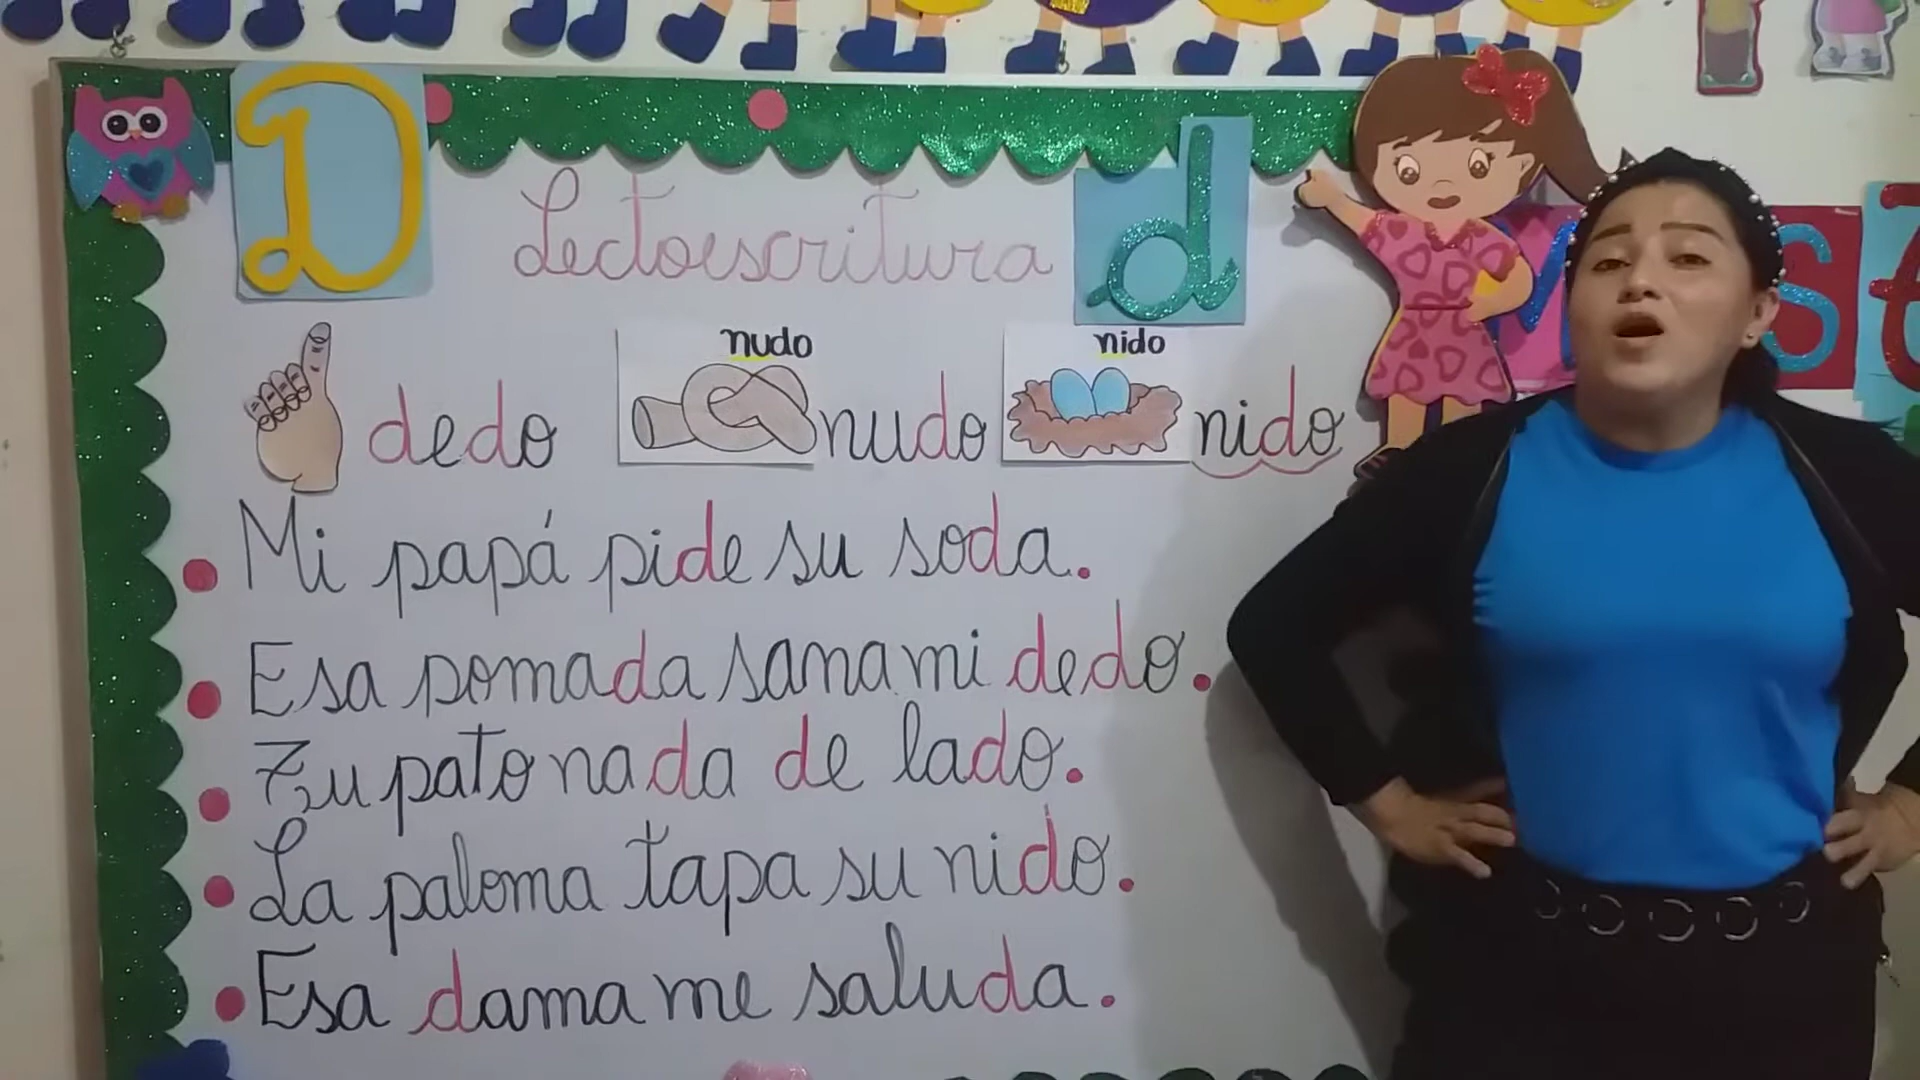 D Lectoescritura d
nudo nido
dedo nudo nido
Mi papá pide su soda.
Esa pomada sana mi dedo.
Tu pato nada de lado.
La paloma tapa su nido.
Esa dama me saluda.